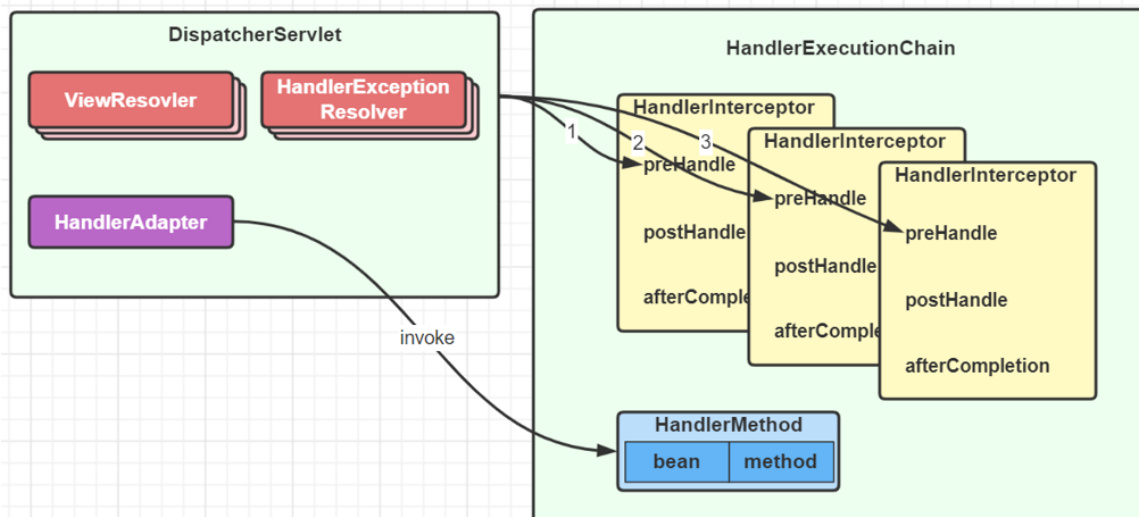 DispatcherServlet
ViewResovler
HandlerException
Resolver
HandlerAdapter
invoke
HandlerExecutionChain
HandlerInterceptor
1
preHandle
postHandle
afterComple
HandlerInterceptor
2
preHandle
postHandle
afterComple
HandlerInterceptor
3
preHandle
postHandle
afterCompletion
HandlerMethod
bean
method